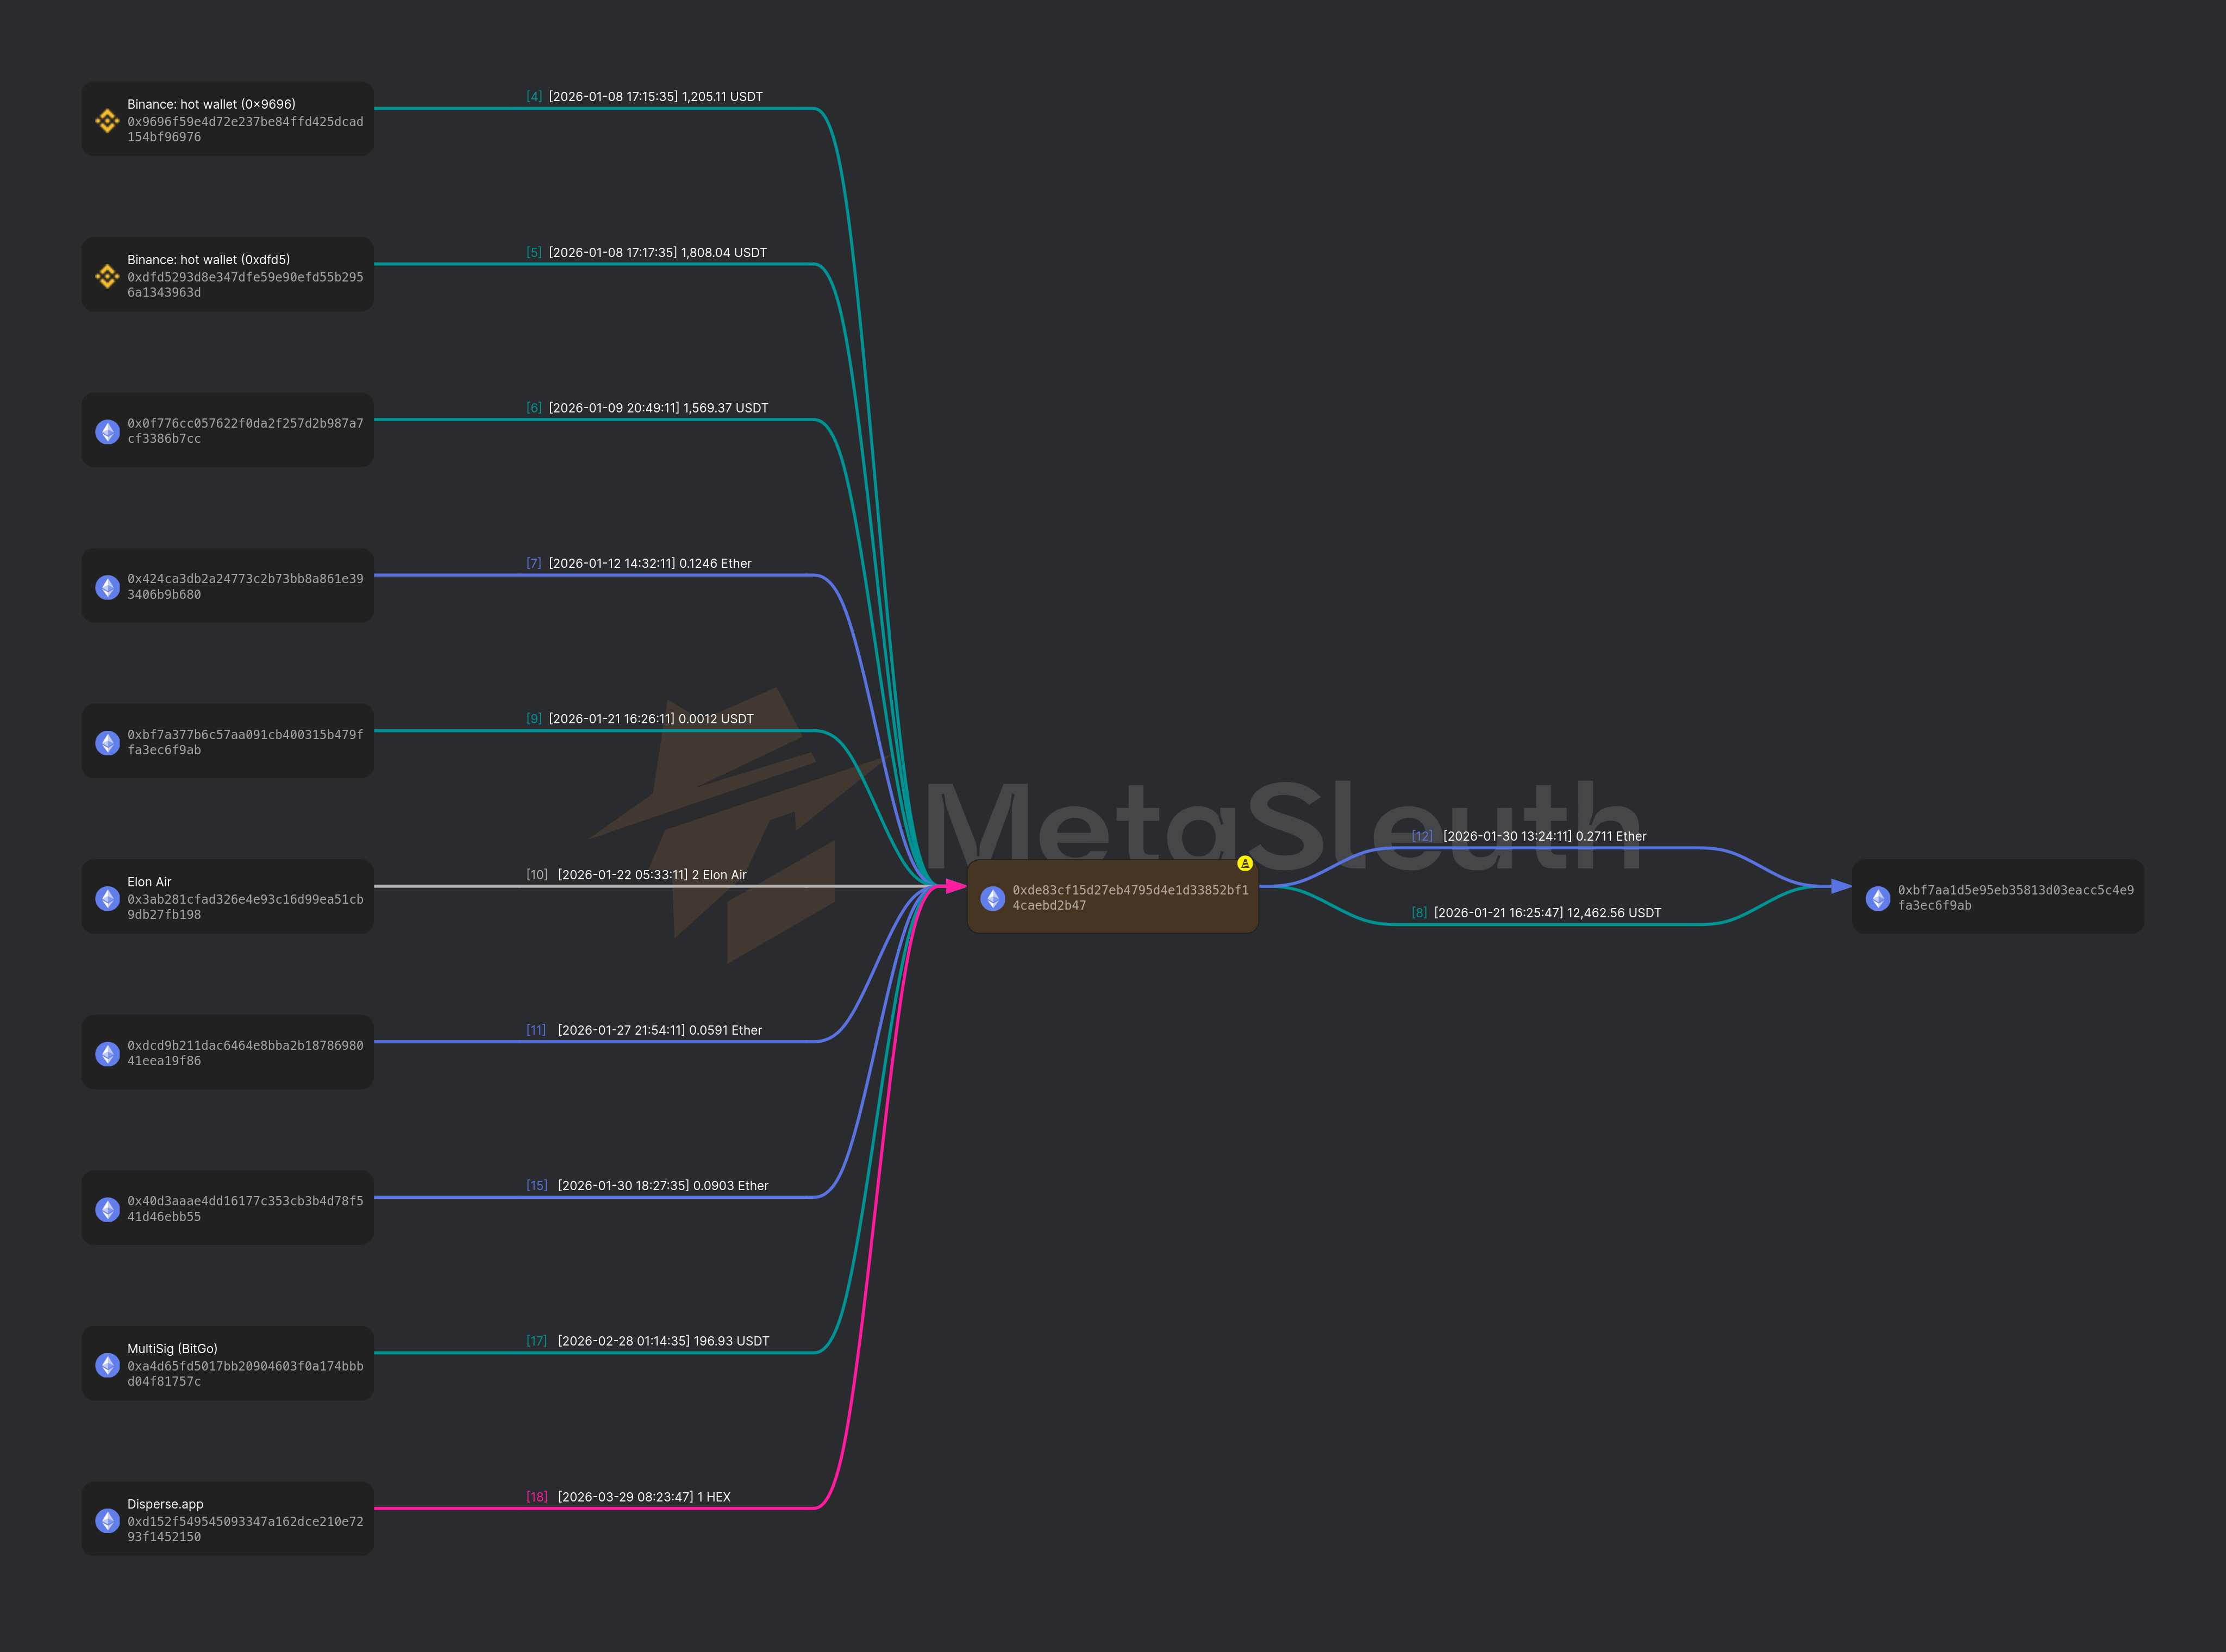 Binance: hot wallet (0x9696)
0x9696f59e4d72e237be84ffd425dcad
154bf96976
[4] [2026-01-08 17:15:35] 1,205.11 USDT
Binance: hot wallet (0xdfd5)
0xdfd5293d8e347dfe59e90efd55b295
6a1343963d
[5] [2026-01-08 17:17:35] 1,808.04 USDT
0x0f776cc057622f0da2f257d2b987a7
cf3386b7cc
[6] [2026-01-09 20:49:11] 1,569.37 USDT
0x424ca3db2a24773c2b73bb8a861e39
3406b9b680
[7] [2026-01-12 14:32:11] 0.1246 Ether
0xbf7a377b6c57aa091cb400315b479f
fa3ec6f9ab
[9] [2026-01-21 16:26:11] 0.0012 USDT
Elon Air
0x3ab281cfad326e4e93c16d99ea51cb
9db27fb198
[10] [2026-01-22 05:33:11] 2 Elon Air
0xdcd9b211dac6464e8bba2b18786980
41eea19f86
[11] [2026-01-27 21:54:11] 0.0591 Ether
0x40d3aaae4dd16177c353cb3b4d78f5
41d46ebb55
[15] [2026-01-30 18:27:35] 0.0903 Ether
MultiSig (BitGo)
0xa4d65fd5017bb20904603f0a174bbb
d04f81757c
[17] [2026-02-28 01:14:35] 196.93 USDT
Disperse.app
0xd152f549545093347a162dce210e72
93f1452150
[18] [2026-03-29 08:23:47] 1 HEX
MetaSleuth
0xde83cf15d27eb4795d4e1d33852bf1
4caebd2b47
[12] [2026-01-30 13:24:11] 0.2711 Ether
[8] [2026-01-21 16:25:47] 12,462.56 USDT
0xbf7aa1d5e95eb35813d03eacc5c4e9
fa3ec6f9ab